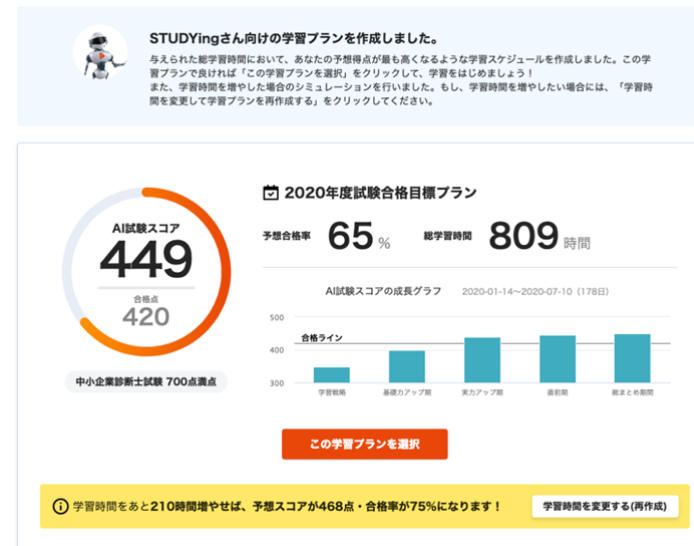 STUDYingさん向けの学習プランを作成しました。
与えられた総学習時間において、あなたの予想得点が最も高くなるような学習スケジュールを作成しました。この学
習プランで良ければ「この学習プランを選択」をクリックして、学習をはじめましょう！
また、学習時間を増やした場合のシミュレーションを行いました。もし、学習時間を増やしたい場合には、「学習時
間を変更して学習プランを再作成する」をクリックしてください。
AI試験スコア
449
合格点
420
中小企業診断士試験 700点満点
2020年度試験合格目標プラン
予想合格率 65 % 総学習時間 809 時間
AI試験スコアの成長グラフ 2020-01-14〜2020-07-10（178日）
500
合格ライン
400
300
学習戦略 基礎力アップ期 実力アップ期 直前期 総まとめ期間
この学習プランを選択
学習時間をあと210時間増やせば、予想スコアが468点・合格率が75%になります！ 学習時間を変更する(再作成)